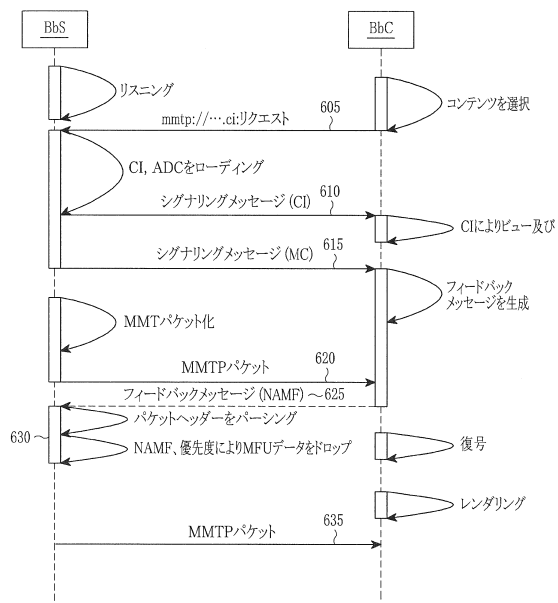 BbS
BbC
リスニング
コンテンツを選択
605
mmtp://….ci:リクエスト
CI, ADCをローディング
610
シグナリングメッセージ(CI)
CIによりビュー及び
615
シグナリングメッセージ(MC)
フィードバック
メッセージを生成
MMTパケット化
620
MMTPパケット
フィードバックメッセージ(NAMF)〜625
パケットヘッダーをパーシング
630
NAMF、優先度によりMFUデータをドロップ
復号
レンダリング
635
MMTPパケット